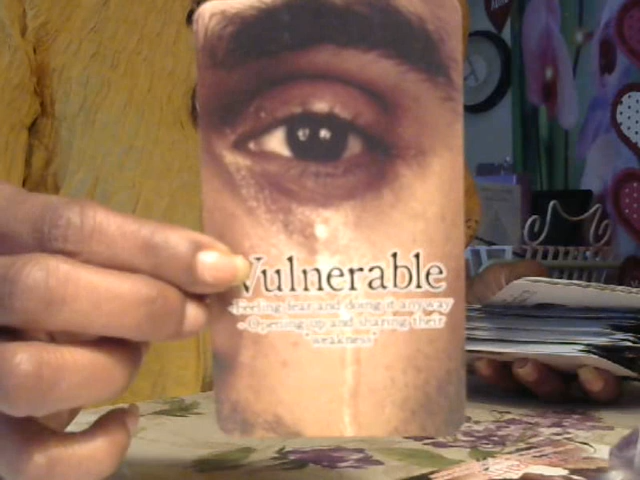 Vulnerable
-Feeling fear and doing it anyway
- Opening up and sharing their
"weakness"